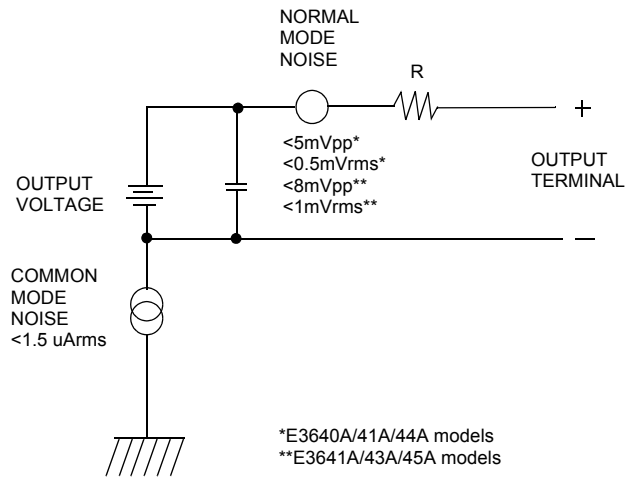 NORMAL
MODE
NOISE
R
+
<5mVpp*
<0.5mVrms*
<8mVpp**
<1mVrms**
OUTPUT
TERMINAL
OUTPUT
VOLTAGE
—
COMMON
MODE
NOISE
<1.5 uArms
*E3640A/41A/44A models
**E3641A/43A/45A models